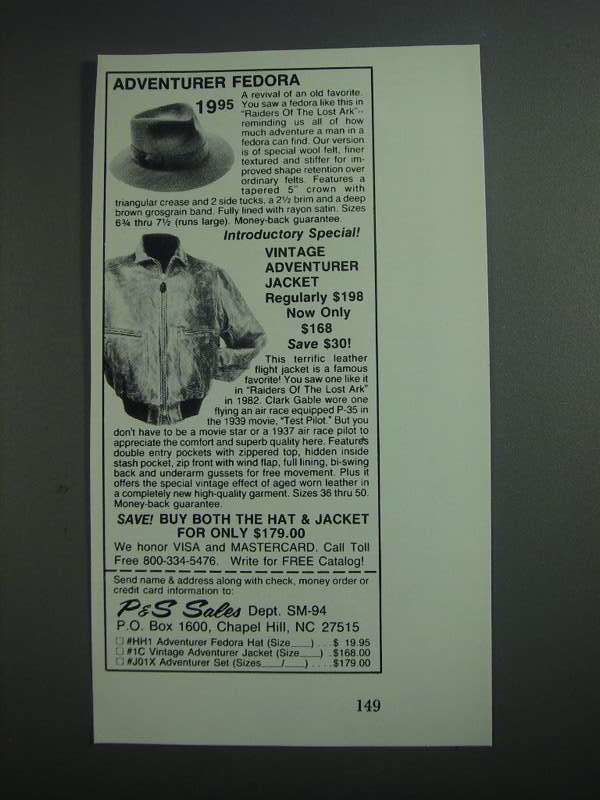 ADVENTURER FEDORA
19⁹⁵
A revival of an old favorite.
You saw a fedora like this in
"Raiders Of The Lost Ark"--
reminding us all of how
much adventure a man in a
fedora can find. Our version
is of special wool felt, finer
textured and stiffer for im-
proved shape retention over
ordinary felts. Features a
tapered 5" crown with
triangular crease and 2 side tucks, a 2½ brim and a deep
brown grosgrain band. Fully lined with rayon satin. Sizes
6¾ thru 7½ (runs large). Money-back guarantee.
Introductory Special!
VINTAGE
ADVENTURER
JACKET
Regularly $198
Now Only
$168
Save $30!
This terrific leather
flight jacket is a famous
favorite! You saw one like it
in "Raiders Of The Lost Ark"
in 1982. Clark Gable wore one
flying an air race equipped P-35 in
the 1939 movie, "Test Pilot." But you
don't have to be a movie star or a 1937 air race pilot to
appreciate the comfort and superb quality here. Features
double entry pockets with zippered top, hidden inside
stash pocket, zip front with wind flap, full lining, bi-swing
back and underarm gussets for free movement. Plus it
offers the special vintage effect of aged worn leather in
a completely new high-quality garment. Sizes 36 thru 50.
Money-back guarantee.
SAVE! BUY BOTH THE HAT & JACKET
FOR ONLY $179.00
We honor VISA and MASTERCARD. Call Toll
Free 800-334-5476. Write for FREE Catalog!
Send name & address along with check, money order or
credit card information to:
P&S Sales Dept. SM-94
P.O. Box 1600, Chapel Hill, NC 27515
☐ #HH1 Adventurer Fedora Hat (Size___) ...$ 19.95
☐ #1C Vintage Adventurer Jacket (Size___) .$168.00
☐ #J01X Adventurer Set (Sizes___/___) ....$179.00
149